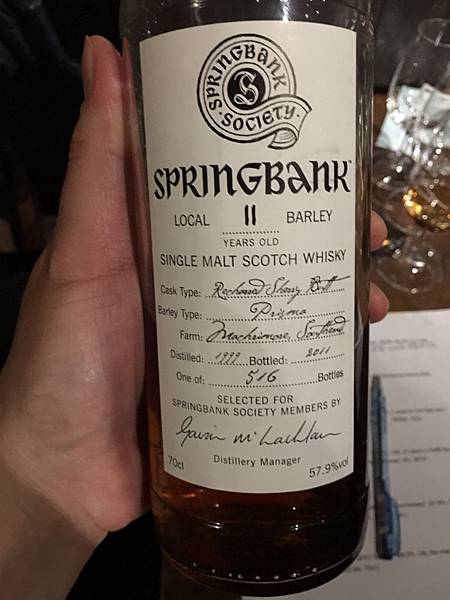 SPRINGBANK
S
· SOCIETY ·
SPRINGBANK
LOCAL 11 BARLEY
YEARS OLD
SINGLE MALT SCOTCH WHISKY
Cask Type: Recharred Sherry Butt
Barley Type: Prisma
Farm: Machrimore, Southend
Distilled: 1999 Bottled: 2011
One of: 516 Bottles
SELECTED FOR
SPRINGBANK SOCIETY MEMBERS BY
Gavin McLachlan
Distillery Manager
70cl
57.9%vol